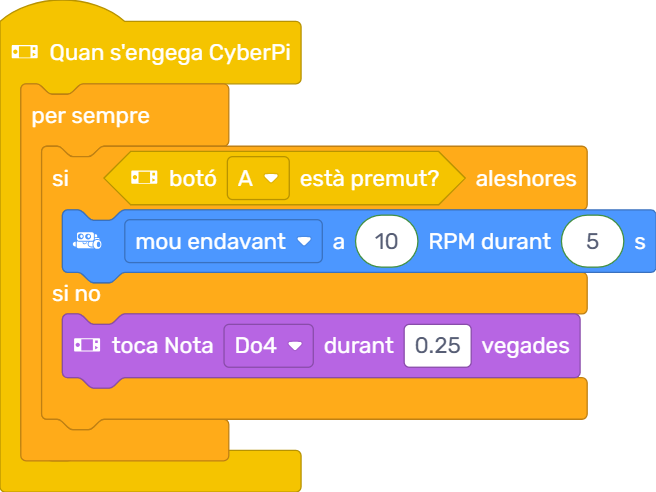 Quan s'engega CyberPi
per sempre
si botó A està premut? aleshores
mou endavant a 10 RPM durant 5 s
si no
toca Nota Do4 durant 0.25 vegades